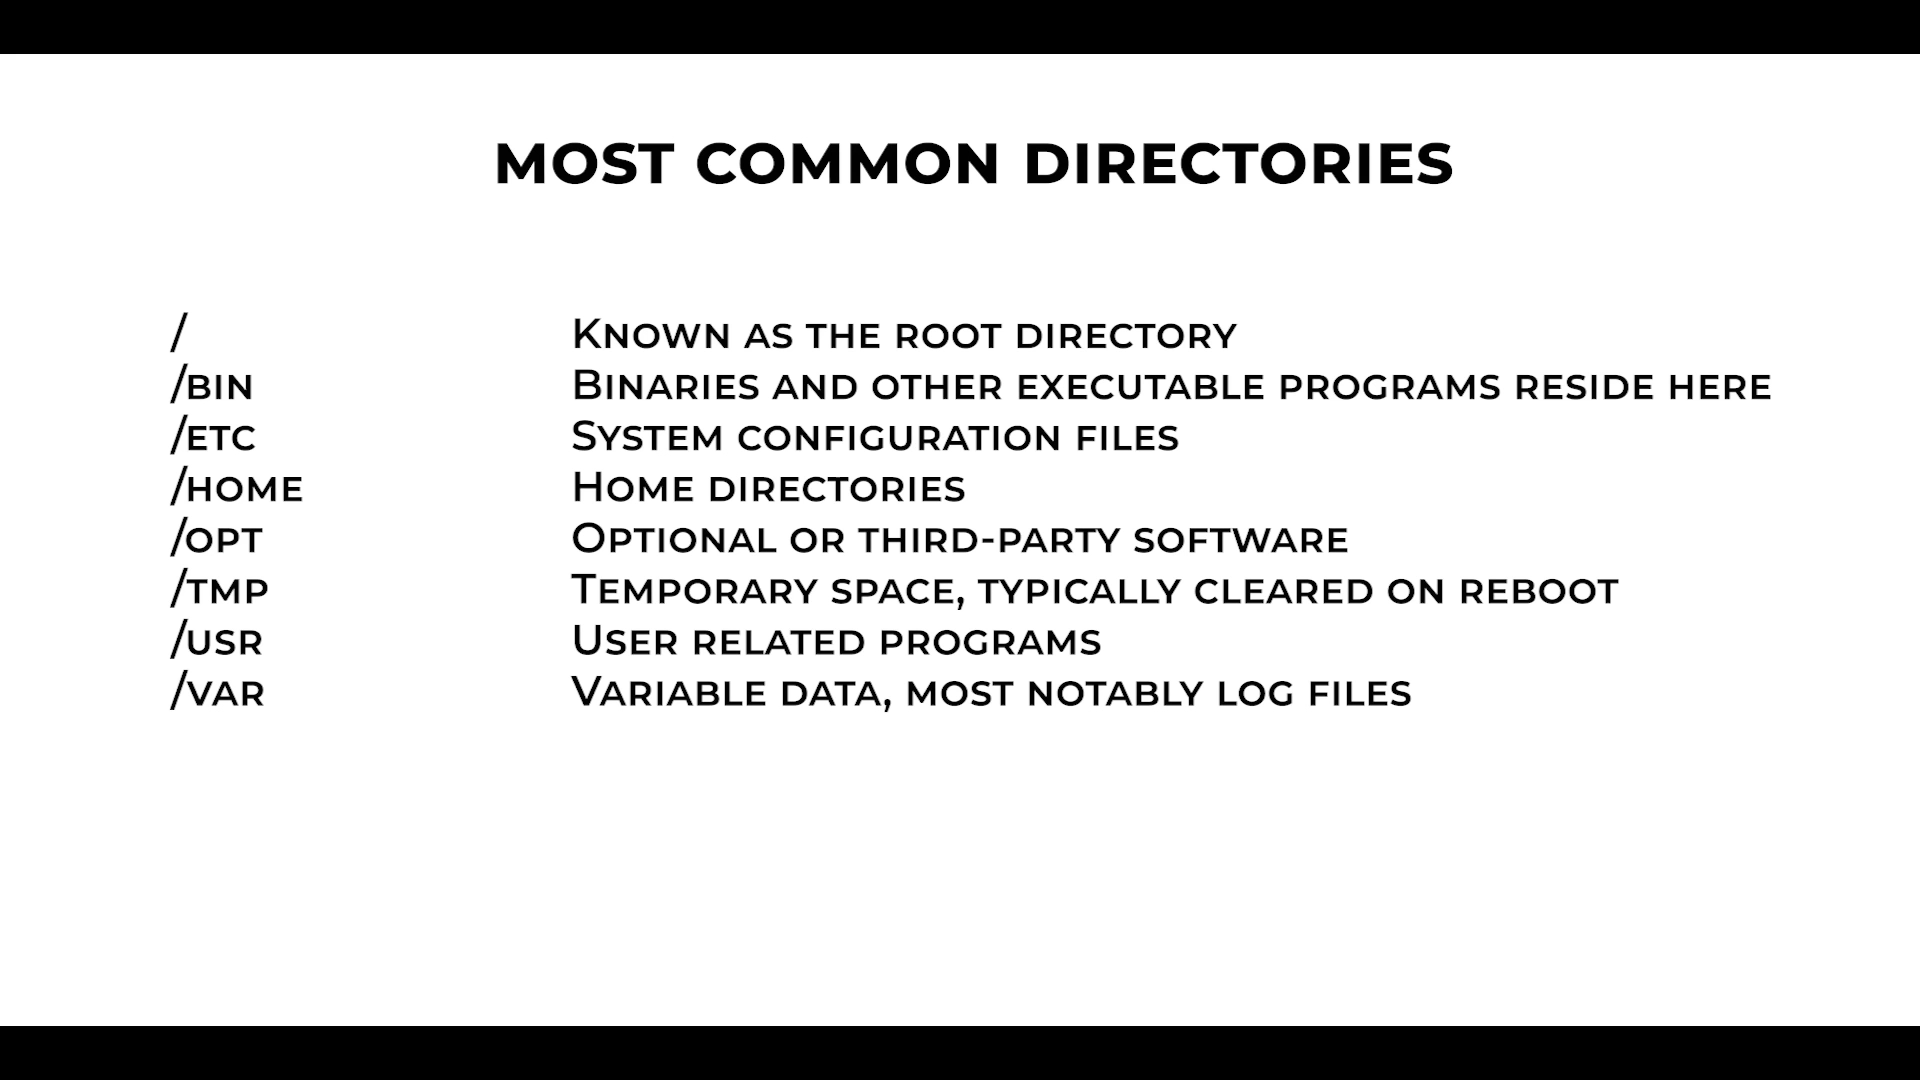 MOST COMMON DIRECTORIES
/ KNOWN AS THE ROOT DIRECTORY
/BIN BINARIES AND OTHER EXECUTABLE PROGRAMS RESIDE HERE
/ETC SYSTEM CONFIGURATION FILES
/HOME HOME DIRECTORIES
/OPT OPTIONAL OR THIRD-PARTY SOFTWARE
/TMP TEMPORARY SPACE, TYPICALLY CLEARED ON REBOOT
/USR USER RELATED PROGRAMS
/VAR VARIABLE DATA, MOST NOTABLY LOG FILES